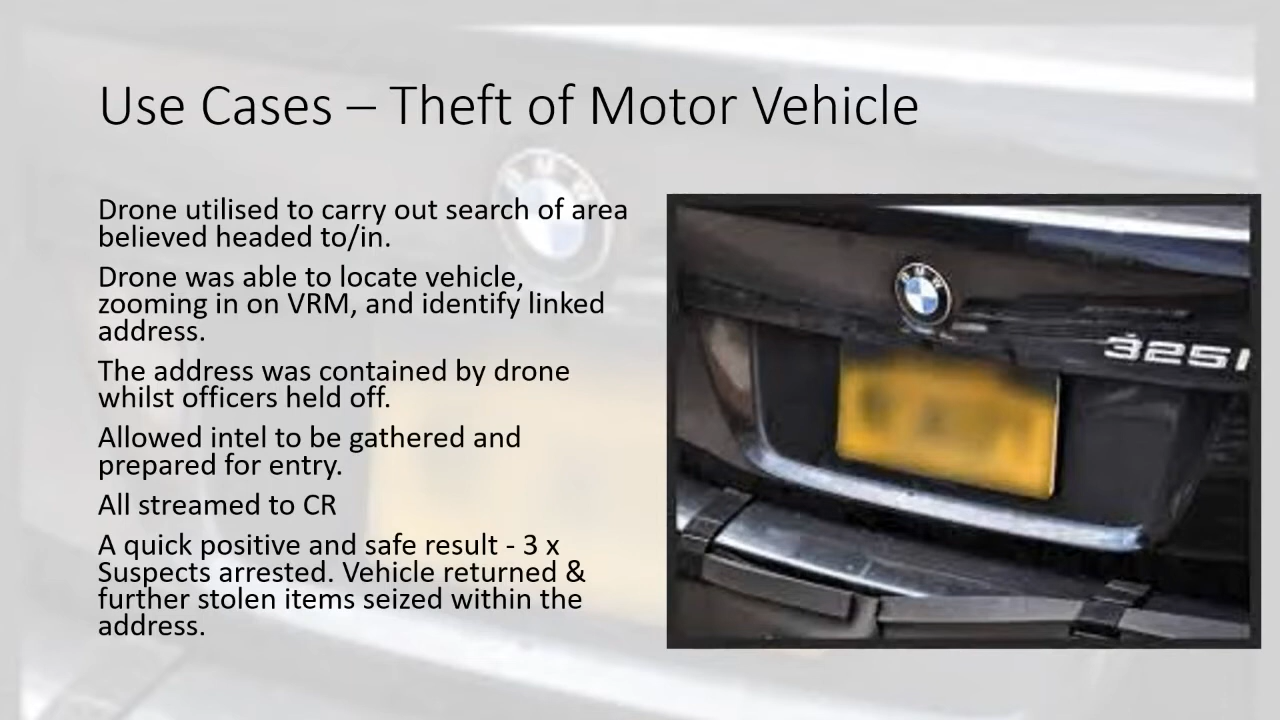 Use Cases – Theft of Motor Vehicle
Drone utilised to carry out search of area
believed headed to/in.
Drone was able to locate vehicle,
zooming in on VRM, and identify linked
address.
The address was contained by drone
whilst officers held off.
Allowed intel to be gathered and
prepared for entry.
All streamed to CR
A quick positive and safe result - 3 x
Suspects arrested. Vehicle returned &
further stolen items seized within the
address.
BMW
BMW
325i